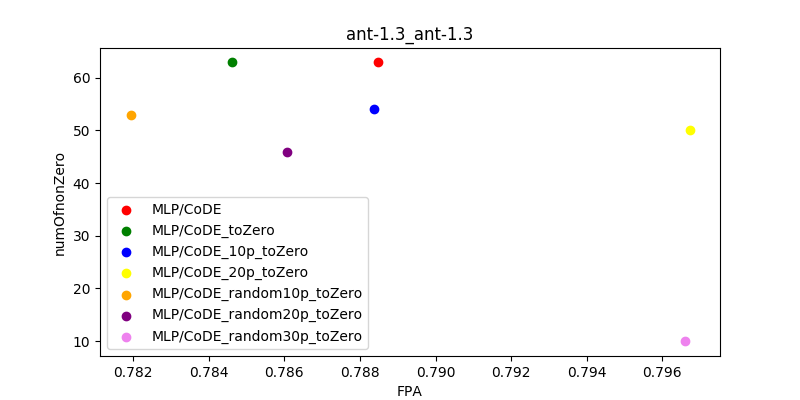 ant-1.3_ant-1.3
numOfnonZero
60
50
40
30
20
10
MLP/CoDE
MLP/CoDE_toZero
MLP/CoDE_10p_toZero
MLP/CoDE_20p_toZero
MLP/CoDE_random10p_toZero
MLP/CoDE_random20p_toZero
MLP/CoDE_random30p_toZero
0.782 0.784 0.786 0.788 0.790 0.792 0.794 0.796
FPA